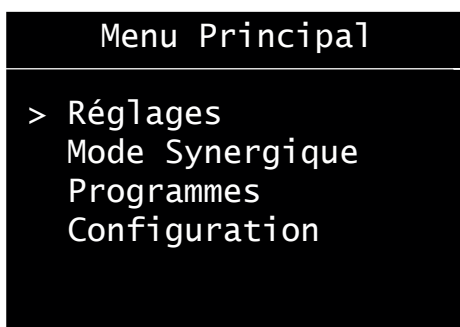 Menu Principal
> Réglages
Mode Synergique
Programmes
Configuration